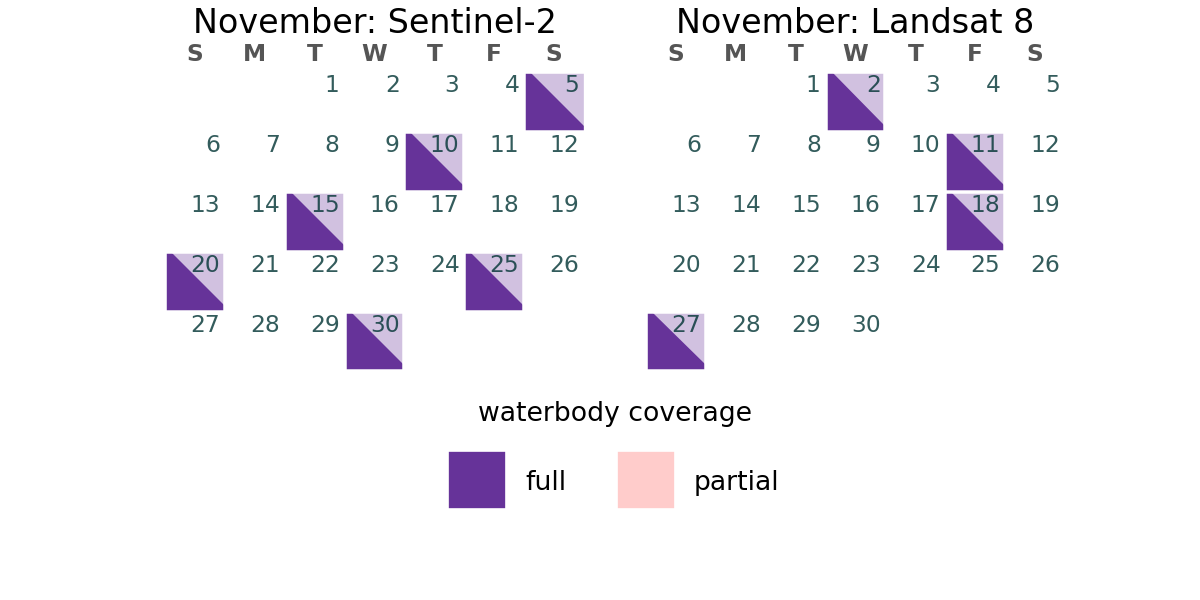 November: Sentinel-2
S M T W T F S
1 2 3 4 5
6 7 8 9 10 11 12
13 14 15 16 17 18 19
20 21 22 23 24 25 26
27 28 29 30
November: Landsat 8
S M T W T F S
1 2 3 4 5
6 7 8 9 10 11 12
13 14 15 16 17 18 19
20 21 22 23 24 25 26
27 28 29 30
waterbody coverage
full partial